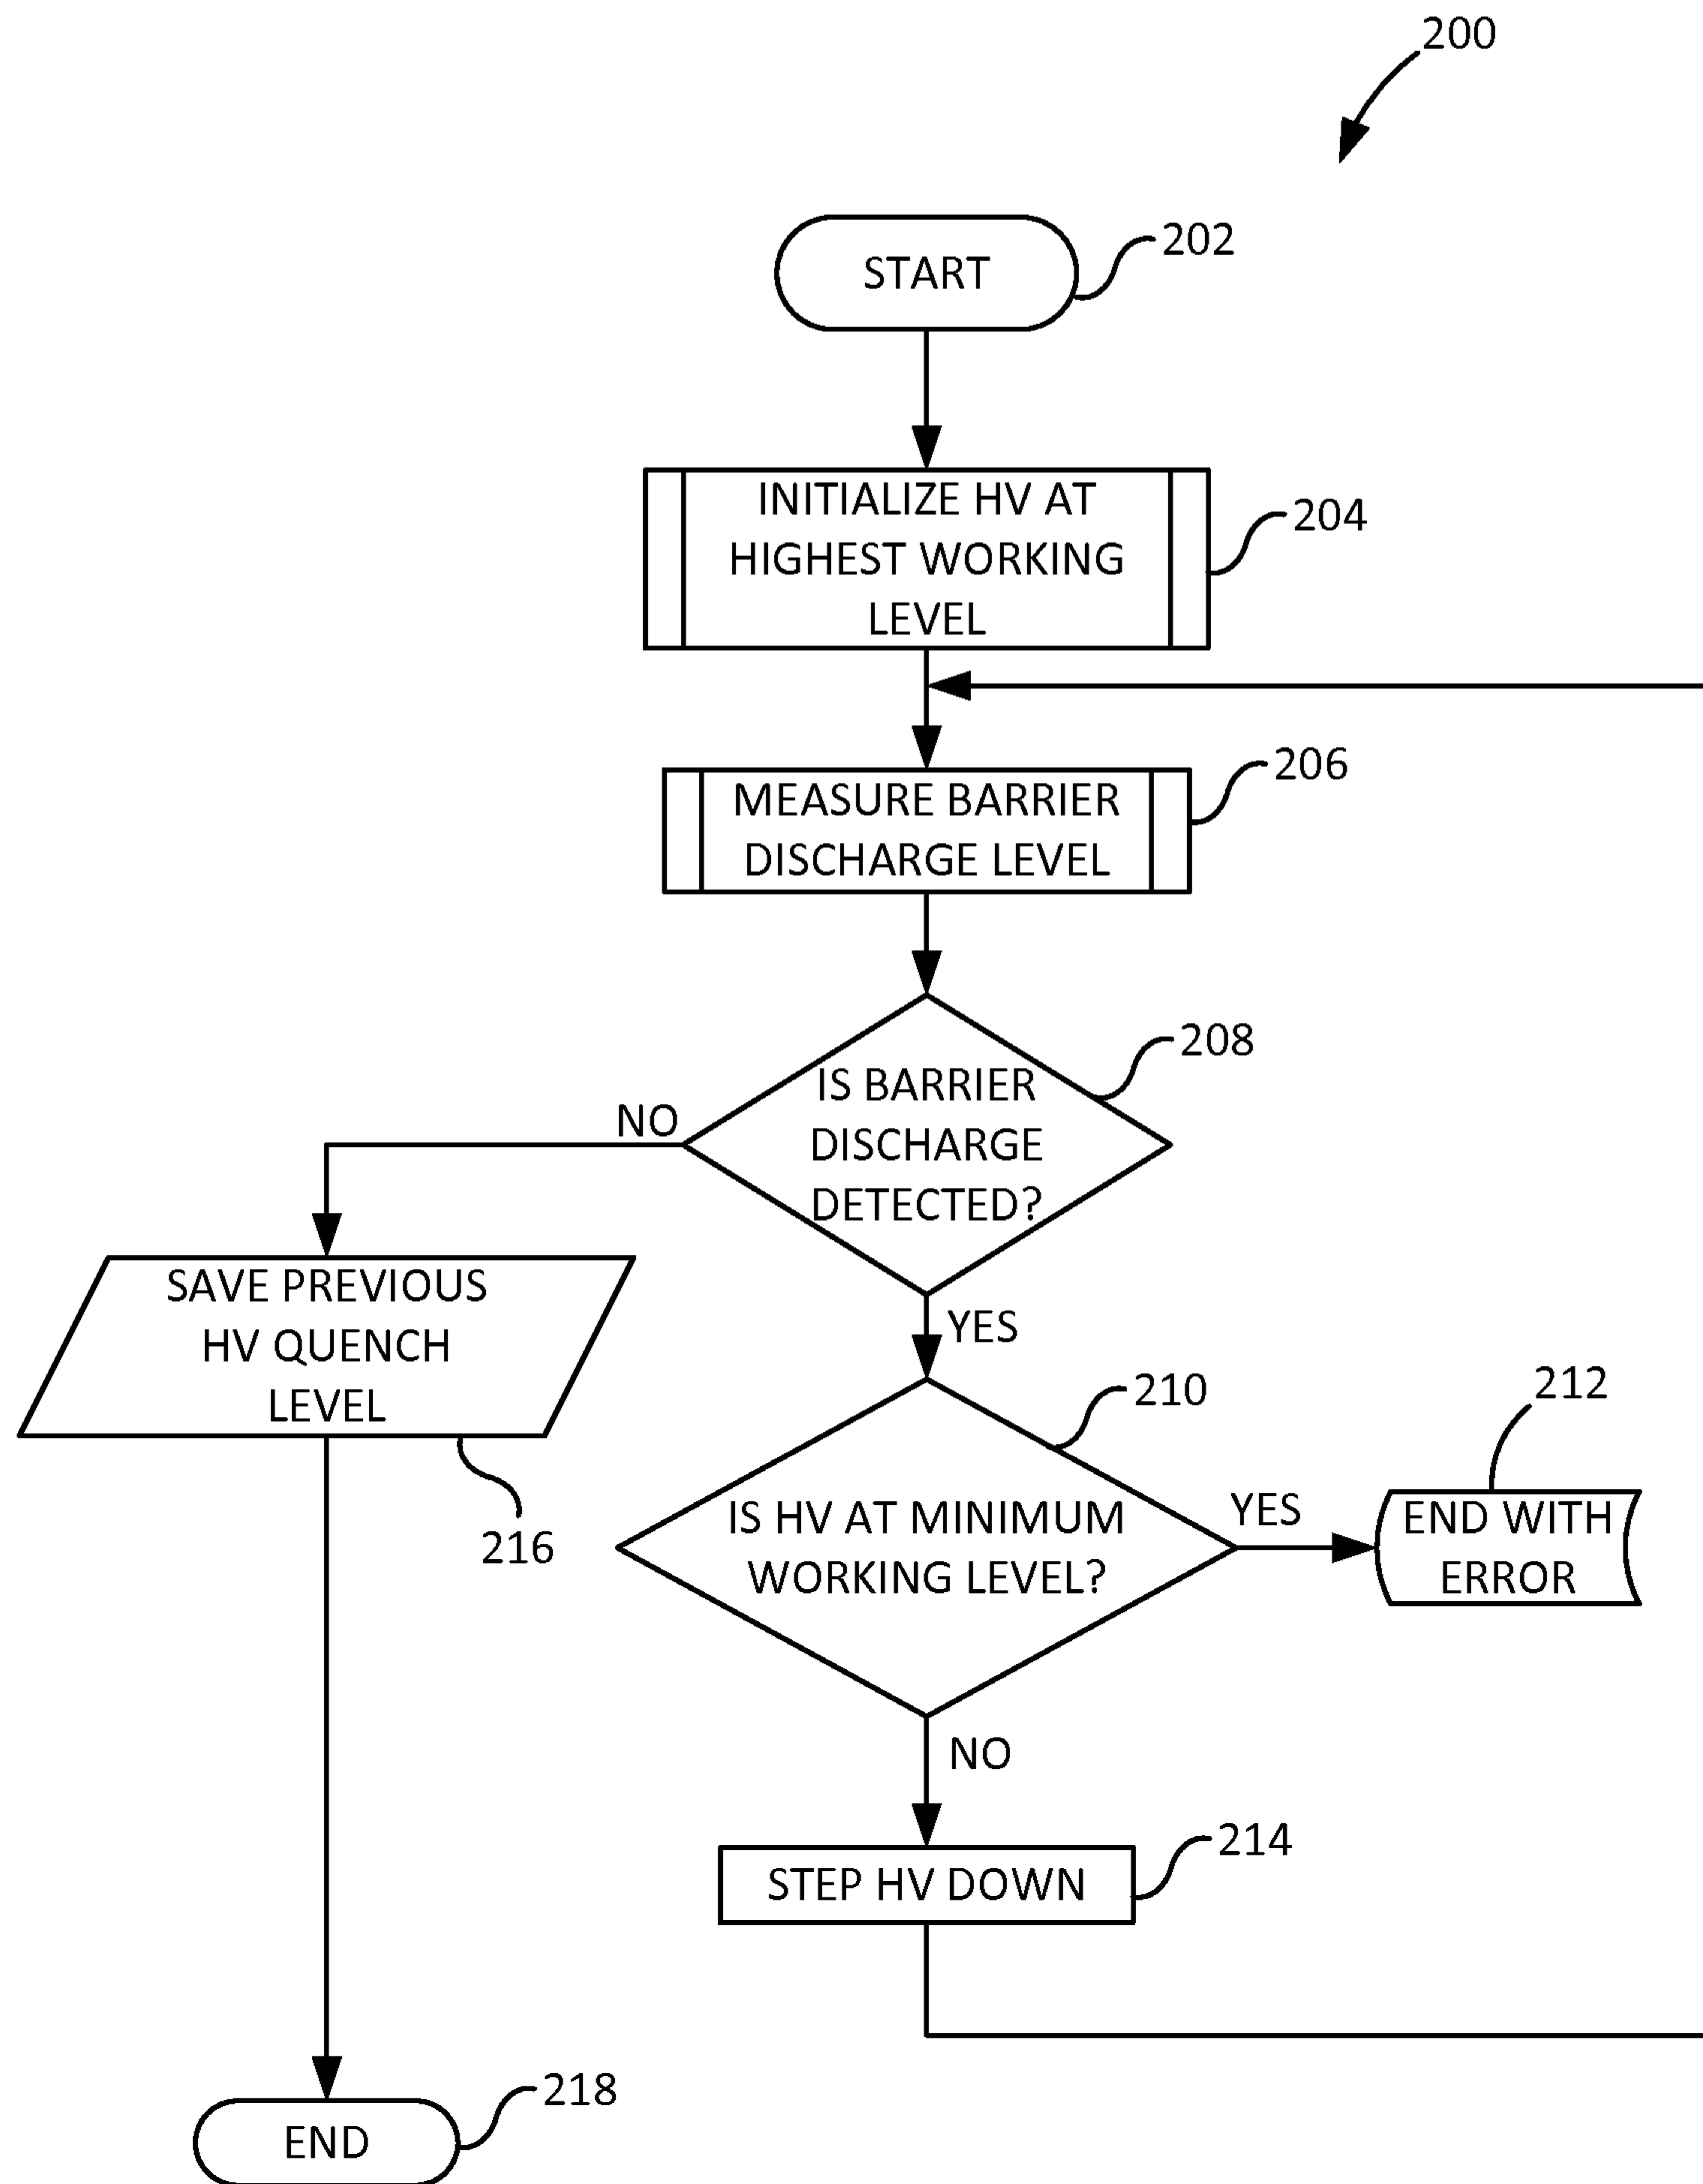 200
START
202
INITIALIZE HV AT
HIGHEST WORKING
LEVEL
204
MEASURE BARRIER
DISCHARGE LEVEL
206
IS BARRIER
DISCHARGE
DETECTED?
208
NO
YES
SAVE PREVIOUS
HV QUENCH
LEVEL
216
IS HV AT MINIMUM
WORKING LEVEL?
210
YES
END WITH
ERROR
212
NO
STEP HV DOWN
214
END
218